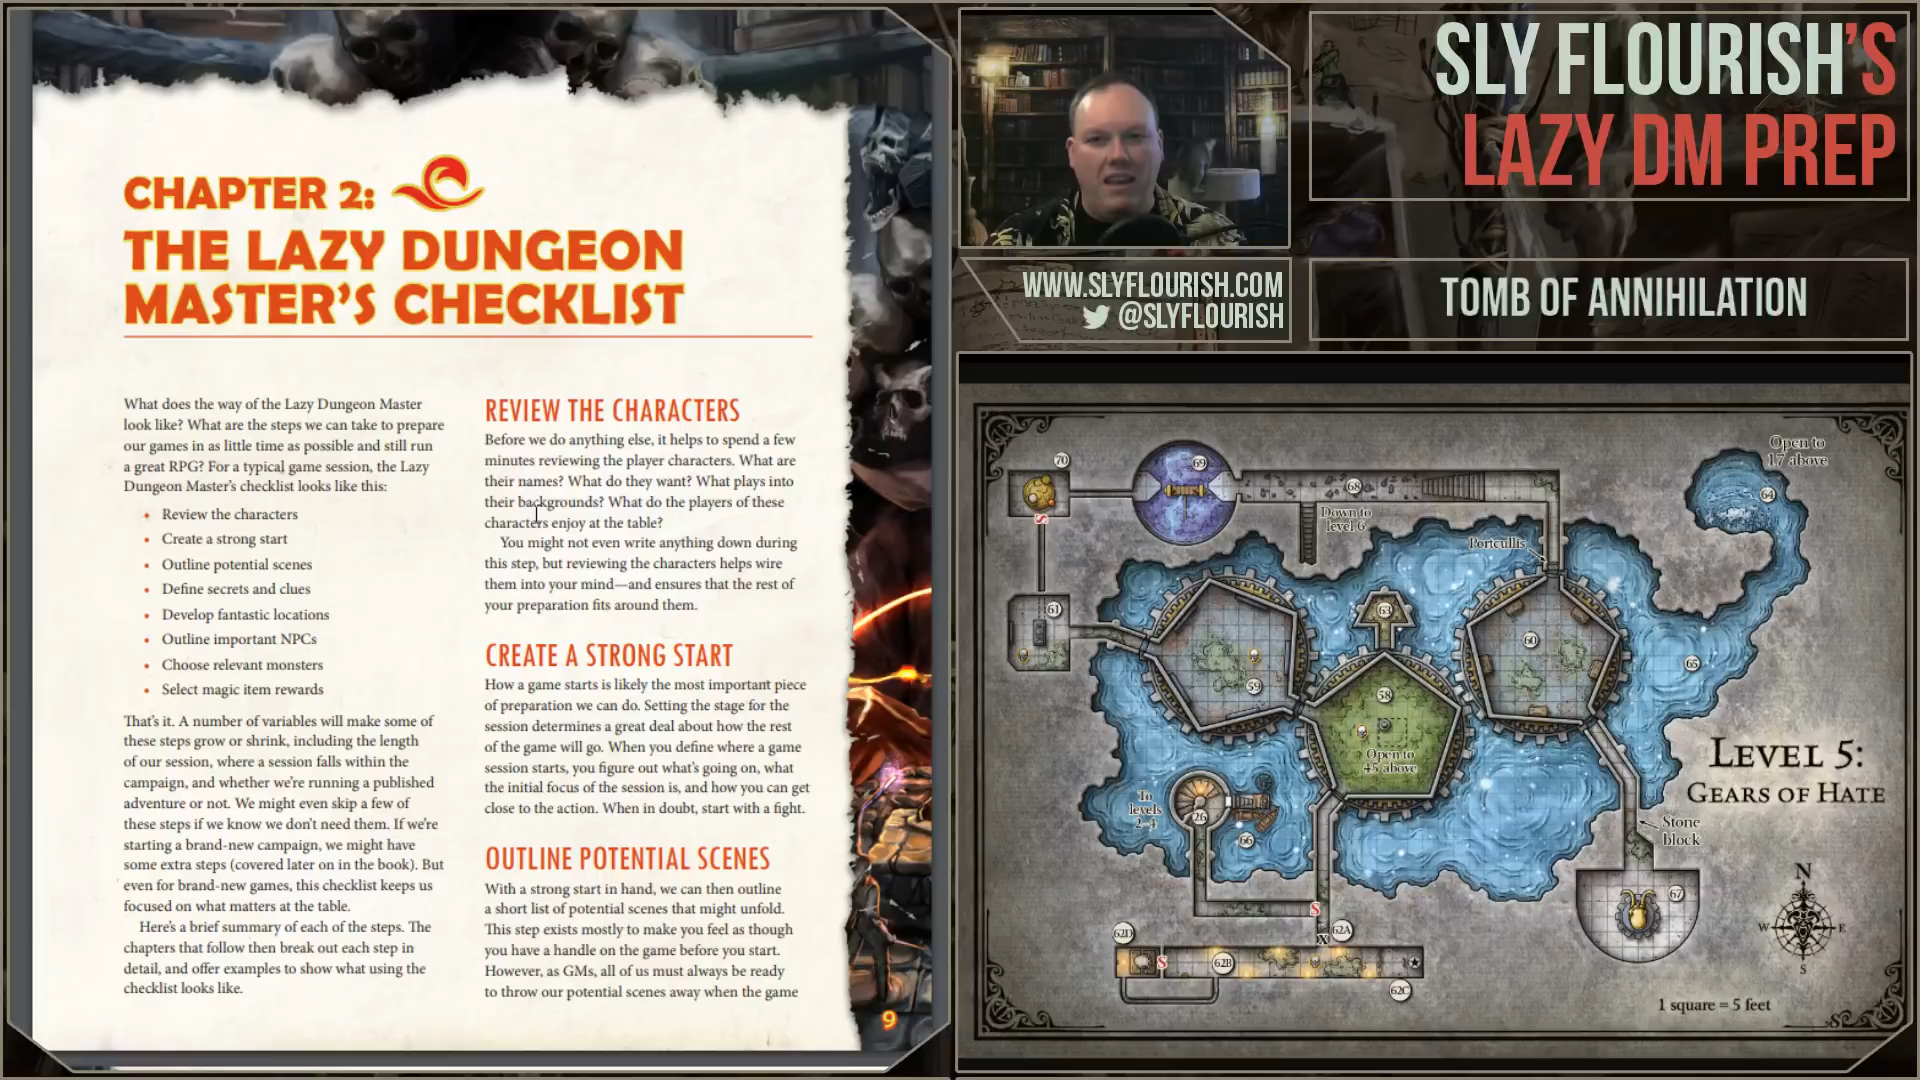 CHAPTER 2:
THE LAZY DUNGEON
MASTER'S CHECKLIST
What does the way of the Lazy Dungeon Master
look like? What are the steps we can take to prepare
our games in as little time as possible and still run
a great RPG? For a typical game session, the Lazy
Dungeon Master's checklist looks like this:
• Review the characters
• Create a strong start
• Outline potential scenes
• Define secrets and clues
• Develop fantastic locations
• Outline important NPCs
• Choose relevant monsters
• Select magic item rewards
That's it. A number of variables will make some of
these steps grow or shrink, including the length
of our session, where a session falls within the
campaign, and whether we're running a published
adventure or not. We might even skip a few of
these steps if we know we don't need them. If we're
starting a brand-new campaign, we might have
some extra steps (covered later on in the book). But
even for brand-new games, this checklist keeps us
focused on what matters at the table.
Here's a brief summary of each of the steps. The
chapters that follow then break out each step in
detail, and offer examples to show what using the
checklist looks like.
REVIEW THE CHARACTERS
Before we do anything else, it helps to spend a few
minutes reviewing the player characters. What are
their names? What do they want? What plays into
their backgrounds? What do the players of these
characters enjoy at the table?
You might not even write anything down during
this step, but reviewing the characters helps wire
them into your mind—and ensures that the rest of
your preparation fits around them.
CREATE A STRONG START
How a game starts is likely the most important piece
of preparation we can do. Setting the stage for the
session determines a great deal about how the rest
of the game will go. When you define where a game
session starts, you figure out what's going on, what
the initial focus of the session is, and how you can get
close to the action. When in doubt, start with a fight.
OUTLINE POTENTIAL SCENES
With a strong start in hand, we can then outline
a short list of potential scenes that might unfold.
This step exists mostly to make you feel as though
you have a handle on the game before you start.
However, as GMs, all of us must always be ready
to throw our potential scenes away when the game
9
WWW.SLYFLOURISH.COM
@SLYFLOURISH
SLY FLOURISH'S
LAZY DM PREP
TOMB OF ANNIHILATION
Open to
17 above
70
69
68
64
Down to
level 6
Portcullis
61
63
60
59
65
58
Open to
45 above
LEVEL 5:
GEARS OF HATE
To
levels
2–4
26
66
Stone
block
N
W
E
S
67
S
S
62A
X
62D
S
62B
62C
1 square = 5 feet